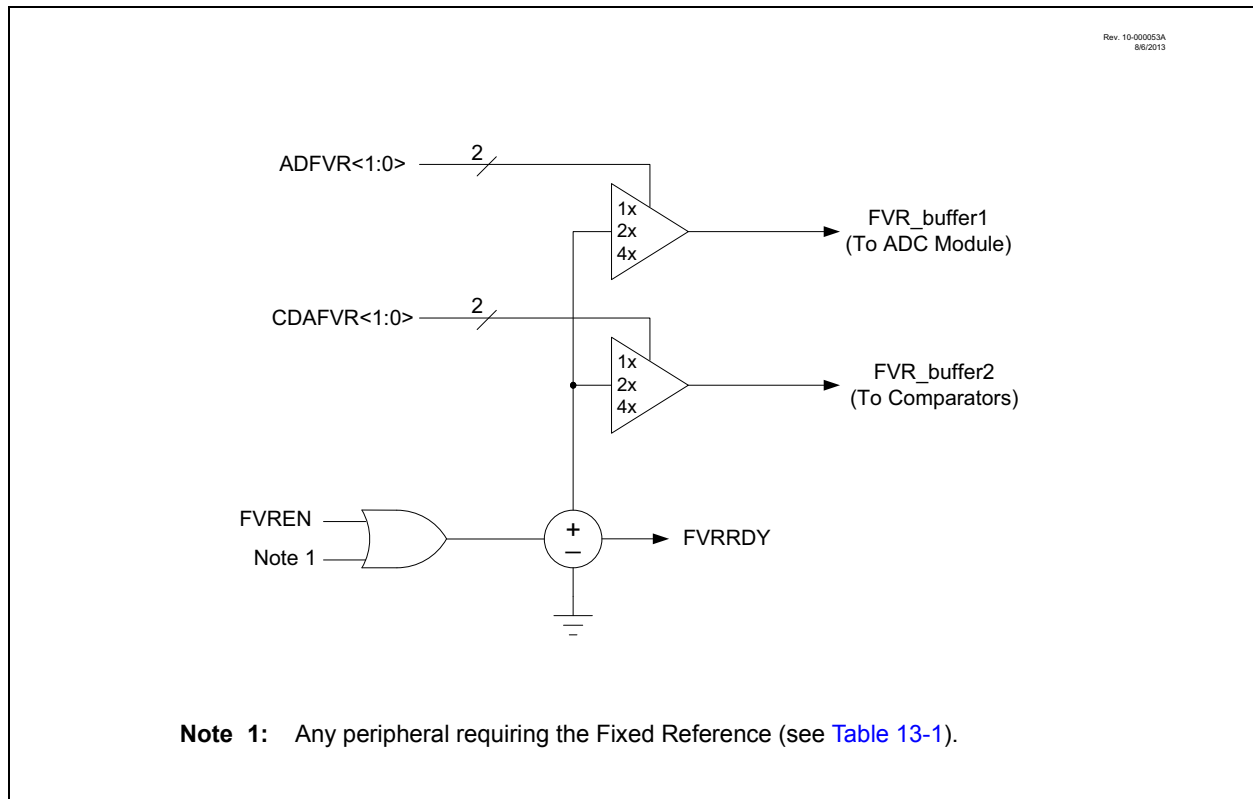 Rev. 10-000053A
8/6/2013
ADFVR<1:0>
2
1x
2x
4x
FVR_buffer1
(To ADC Module)
CDAFVR<1:0>
2
1x
2x
4x
FVR_buffer2
(To Comparators)
FVREN
Note 1
+
–
FVRRDY
Note 1: Any peripheral requiring the Fixed Reference (see Table 13-1).